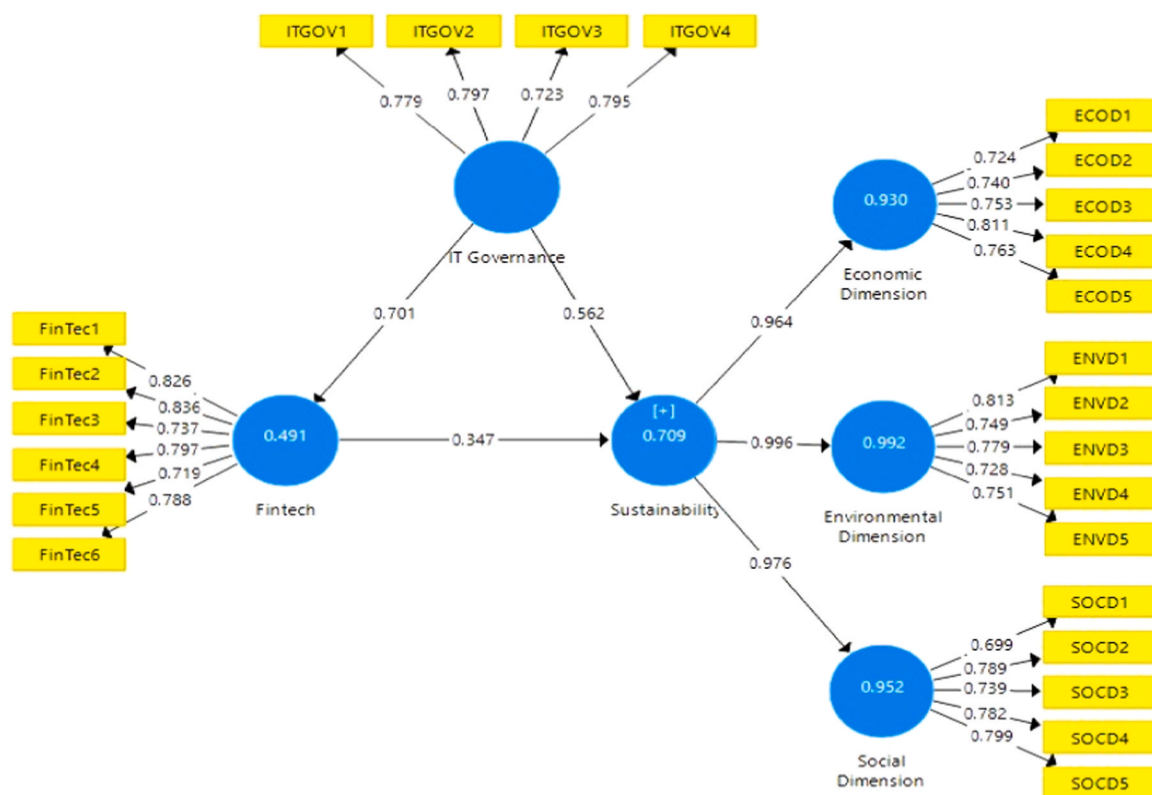 ITGOV1 ITGOV2 ITGOV3 ITGOV4
0.779 0.797 0.723 0.795
IT Governance
0.701 0.562
FinTec1
FinTec2
FinTec3
FinTec4
FinTec5
FinTec6
0.826
0.836
0.737
0.797
0.719
0.788
0.491
Fintech
0.347
[+]
0.709
Sustainability
0.964
0.996
0.976
0.930
Economic
Dimension
0.724
0.740
0.753
0.811
0.763
ECOD1
ECOD2
ECOD3
ECOD4
ECOD5
0.992
Environmental
Dimension
0.813
0.749
0.779
0.728
0.751
ENVD1
ENVD2
ENVD3
ENVD4
ENVD5
0.952
Social
Dimension
0.699
0.789
0.739
0.782
0.799
SOCD1
SOCD2
SOCD3
SOCD4
SOCD5